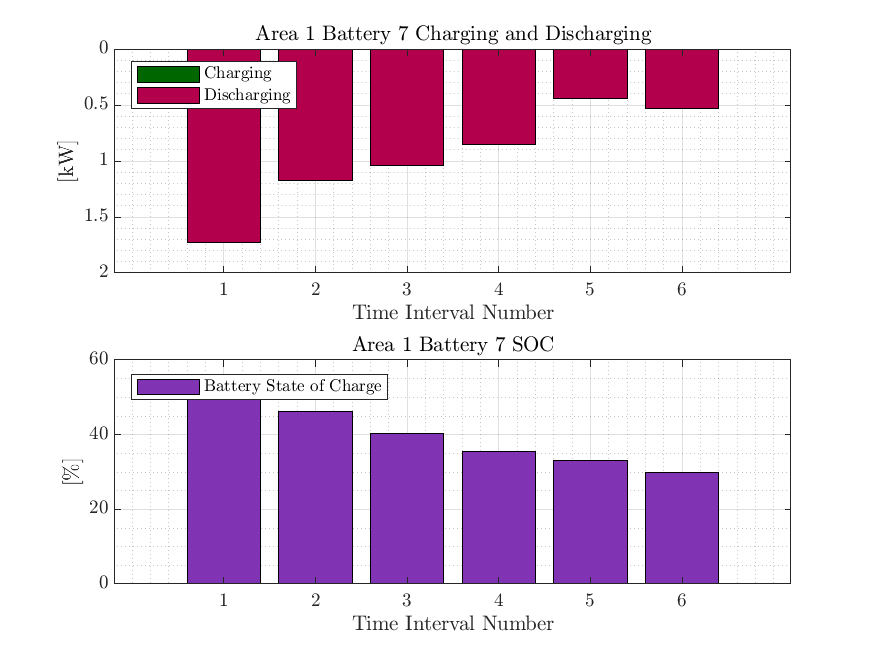 Area 1 Battery 7 Charging and Discharging
0
Charging
Discharging
0.5
[kW]
1
1.5
2
1 2 3 4 5 6
Time Interval Number
Area 1 Battery 7 SOC
60
Battery State of Charge
40
[%]
20
0
1 2 3 4 5 6
Time Interval Number